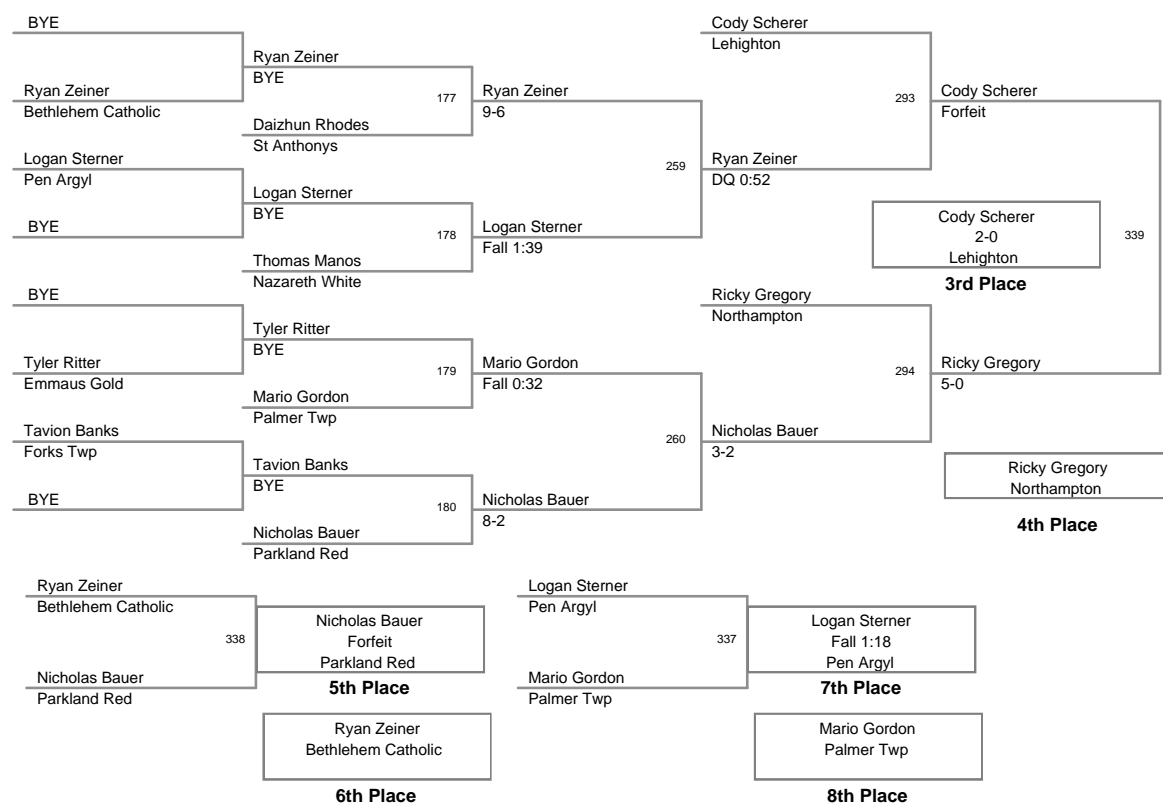 BYE
Ryan Zeiner
Bethlehem Catholic
Logan Sterner
Pen Argyl
BYE
BYE
Tyler Ritter
Emmaus Gold
Tavion Banks
Forks Twp
BYE
Ryan Zeiner
BYE
177
Daizhun Rhodes
St Anthonys
Logan Sterner
BYE
178
Thomas Manos
Nazareth White
Tyler Ritter
BYE
179
Mario Gordon
Palmer Twp
Tavion Banks
BYE
180
Nicholas Bauer
Parkland Red
Ryan Zeiner
9-6
259
Logan Sterner
Fall 1:39
Mario Gordon
Fall 0:32
260
Nicholas Bauer
8-2
Cody Scherer
Lehighton
293
Ryan Zeiner
DQ 0:52
Ricky Gregory
Northampton
294
Nicholas Bauer
3-2
Cody Scherer
Forfeit
339
Cody Scherer
2-0
Lehighton
3rd Place
Ricky Gregory
5-0
Ricky Gregory
Northampton
4th Place
Ryan Zeiner
Bethlehem Catholic
338
Nicholas Bauer
Parkland Red
Nicholas Bauer
Forfeit
Parkland Red
5th Place
Ryan Zeiner
Bethlehem Catholic
6th Place
Logan Sterner
Pen Argyl
337
Mario Gordon
Palmer Twp
Logan Sterner
Fall 1:18
Pen Argyl
7th Place
Mario Gordon
Palmer Twp
8th Place